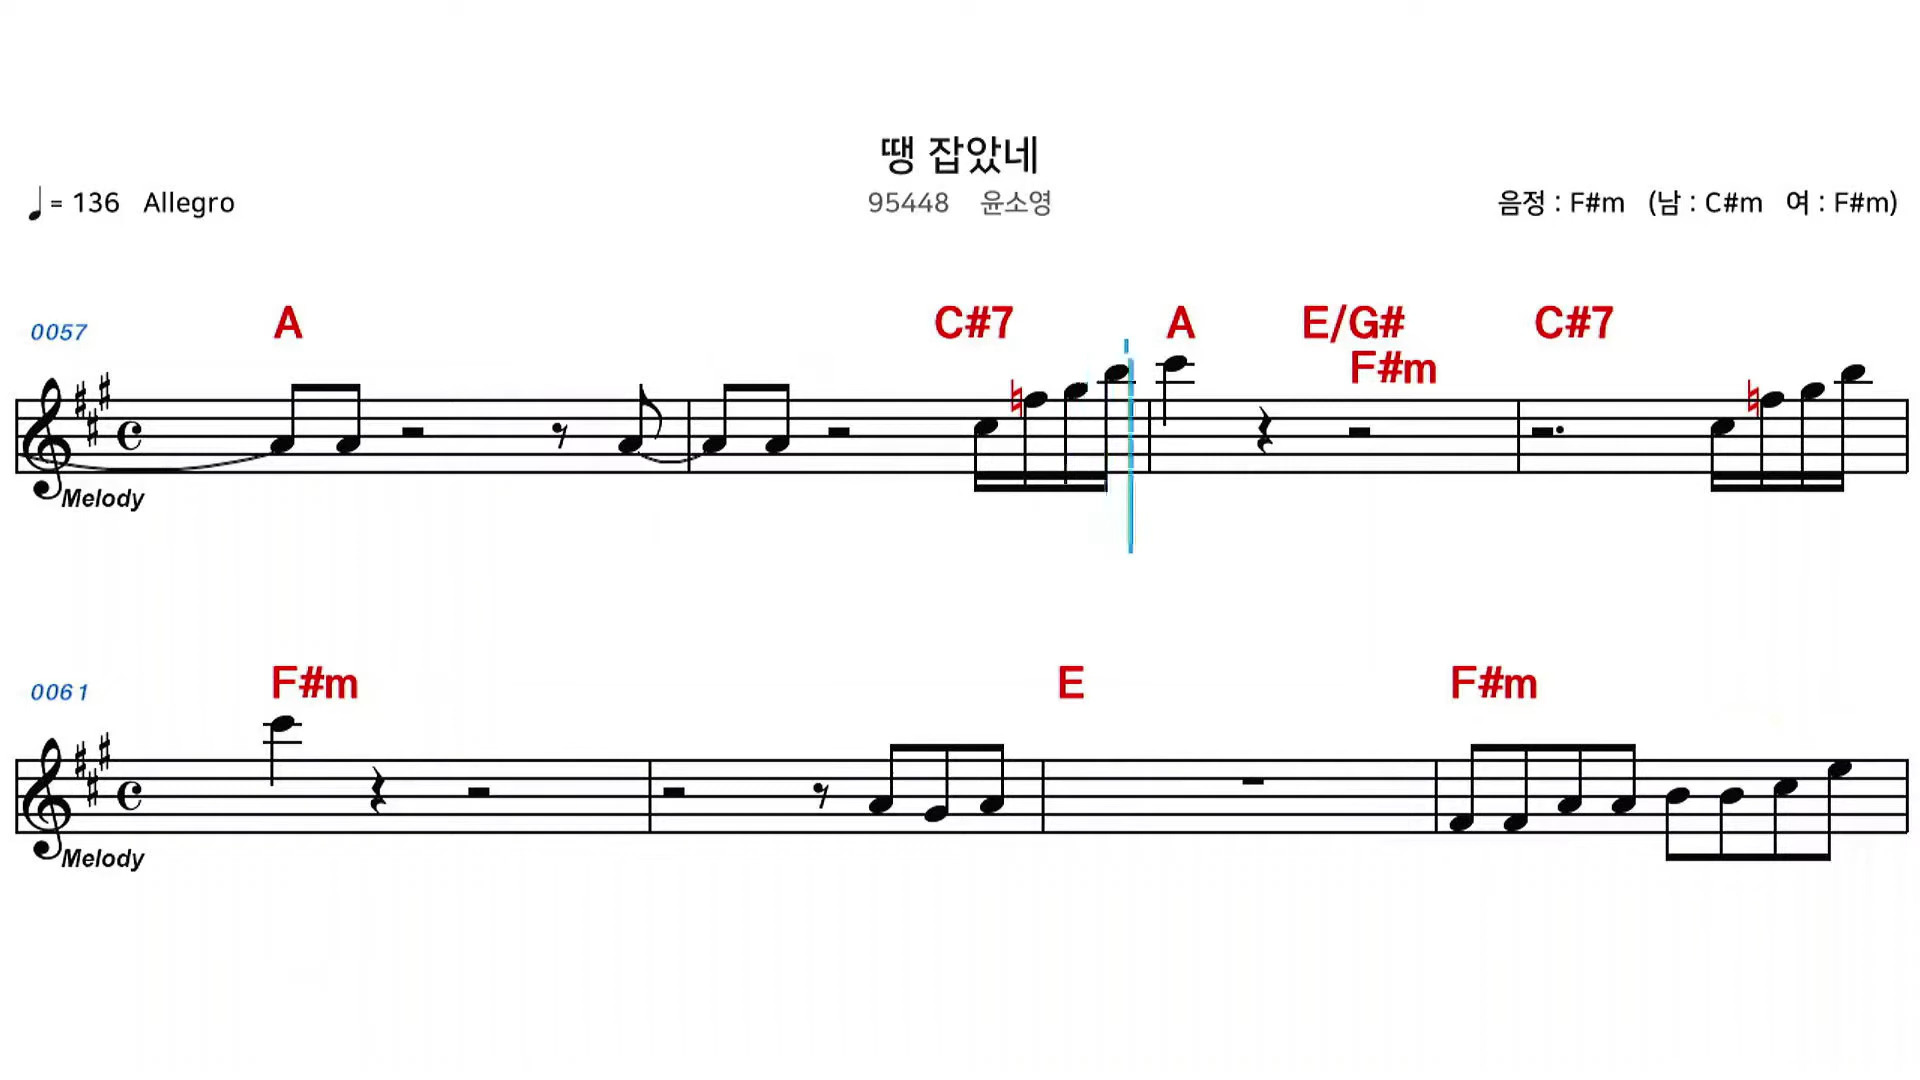 땡 잡았네
♩= 136 Allegro 95448 윤소영 음정 : F#m (남 : C#m 여 : F#m)
0057 A C#7 A E/G# C#7
F#m
Melody
0061 F#m E F#m
Melody